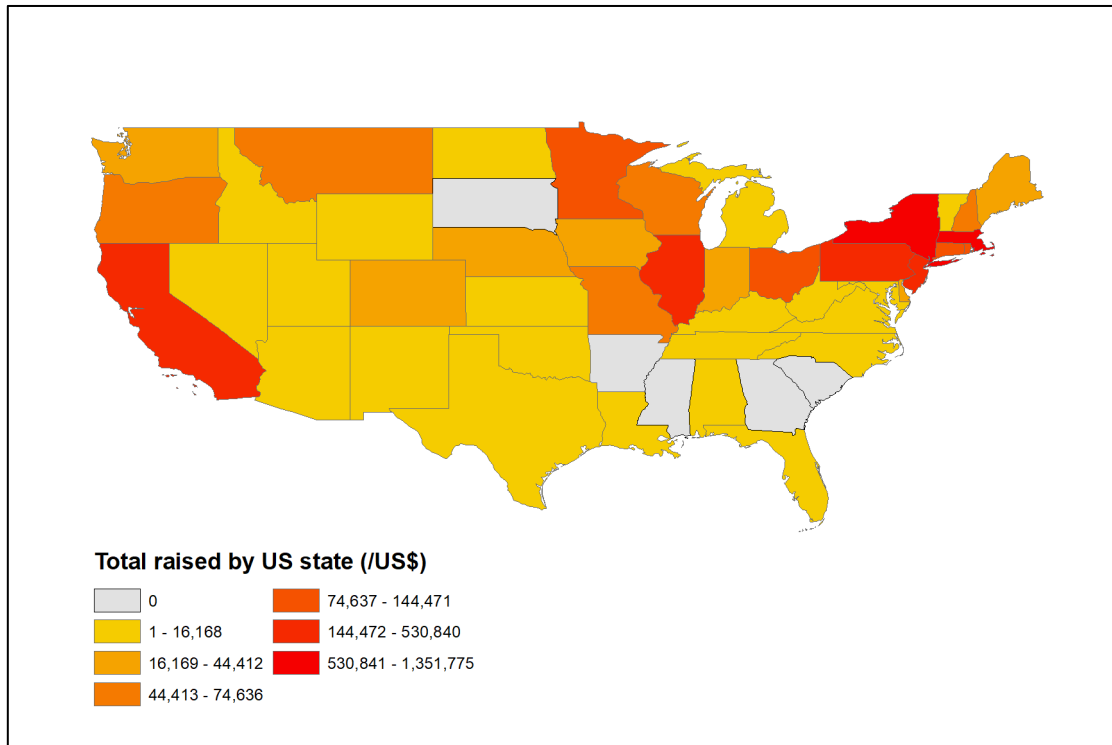 Total raised by US state (/US$)
0
1 - 16,168
16,169 - 44,412
44,413 - 74,636
74,637 - 144,471
144,472 - 530,840
530,841 - 1,351,775